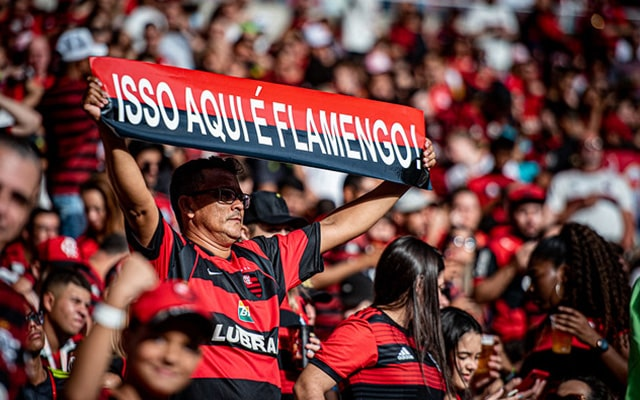 ISSO AQUI É FLAMENGO!
LUBRAX